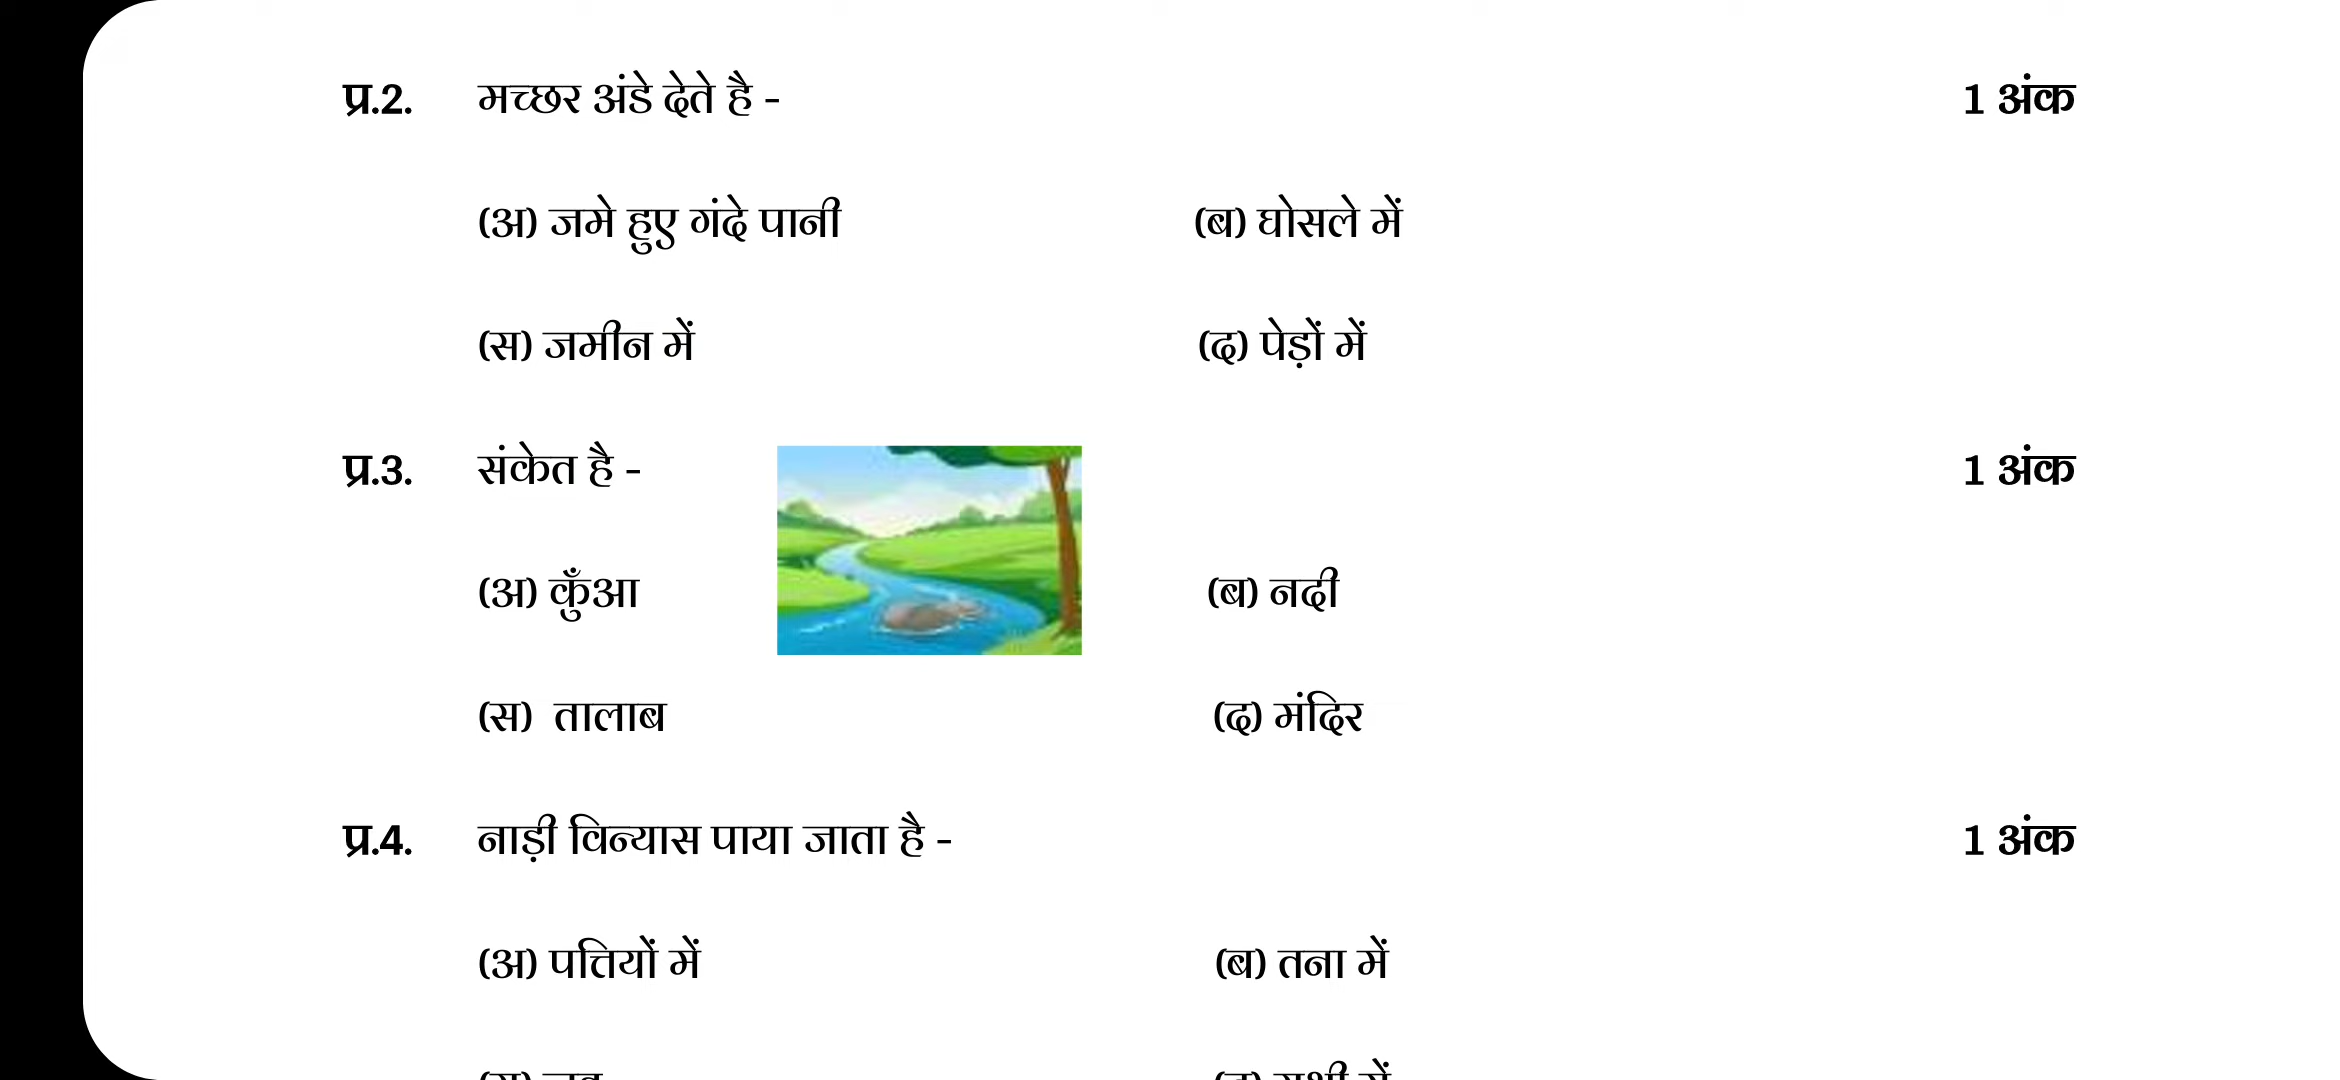 प्र.2. मच्छर अंडे देते है - 1 अंक
(अ) जमे हुए गंदे पानी (ब) घोसले में
(स) जमीन में (द) पेड़ों में
प्र.3. संकेत है - 1 अंक
(अ) कुँआ (ब) नदी
(स) तालाब (द) मंदिर
प्र.4. नाड़ी विन्यास पाया जाता है - 1 अंक
(अ) पत्तियों में (ब) तना में